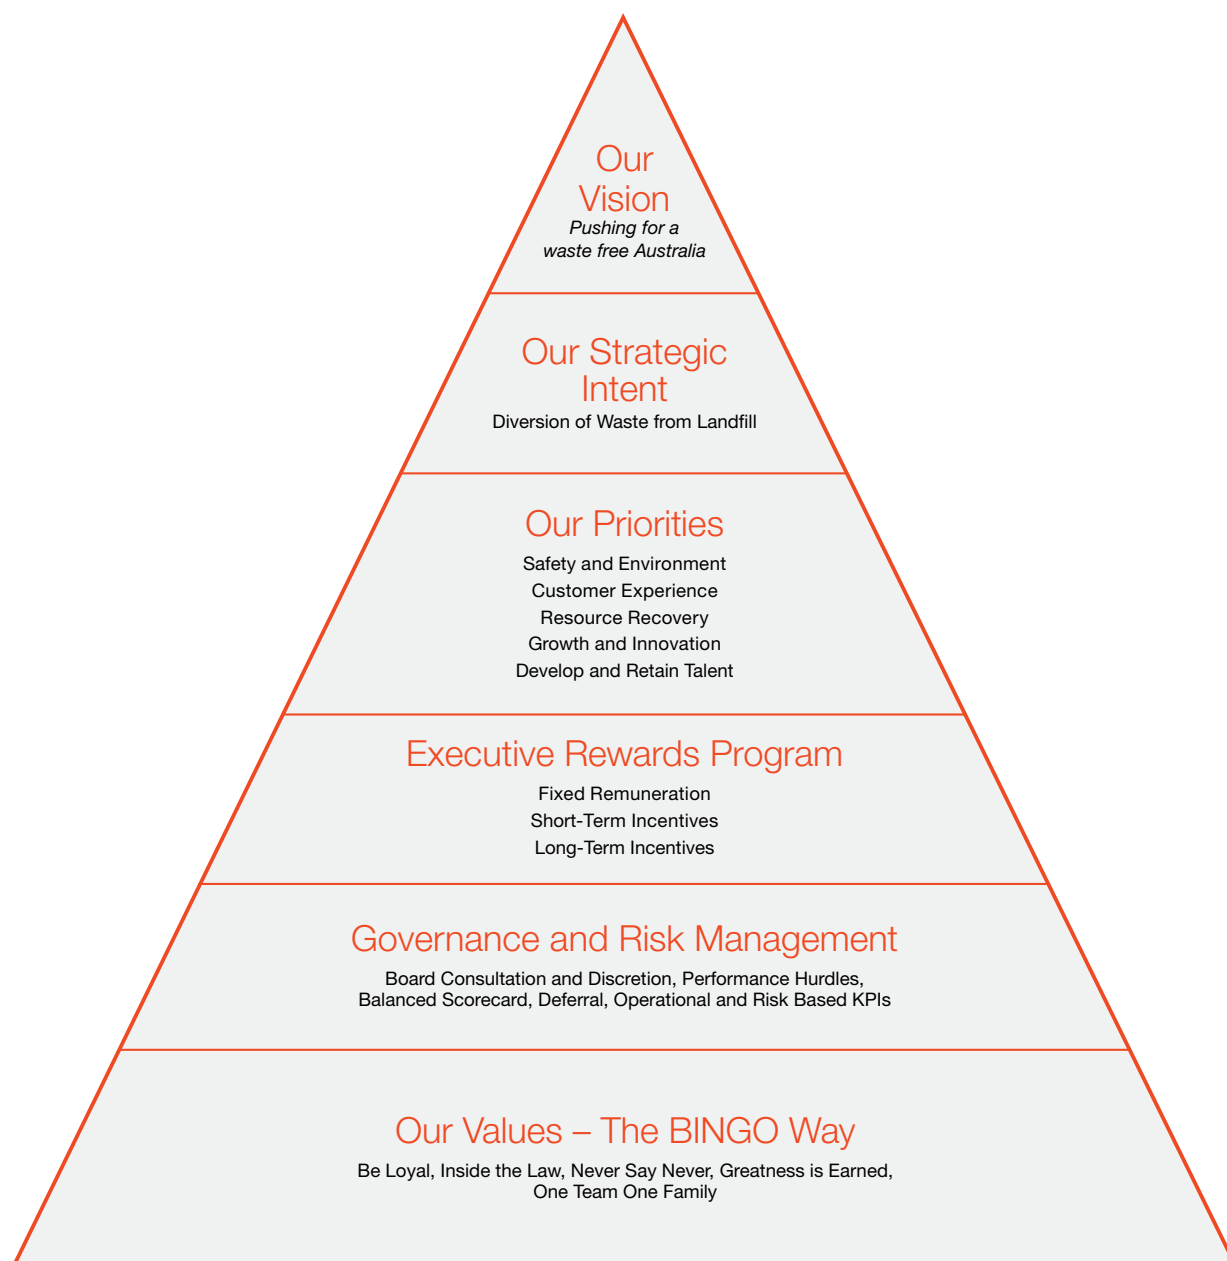 Our
Vision
Pushing for a
waste free Australia
Our Strategic
Intent
Diversion of Waste from Landfill
Our Priorities
Safety and Environment
Customer Experience
Resource Recovery
Growth and Innovation
Develop and Retain Talent
Executive Rewards Program
Fixed Remuneration
Short-Term Incentives
Long-Term Incentives
Governance and Risk Management
Board Consultation and Discretion, Performance Hurdles,
Balanced Scorecard, Deferral, Operational and Risk Based KPIs
Our Values – The BINGO Way
Be Loyal, Inside the Law, Never Say Never, Greatness is Earned,
One Team One Family